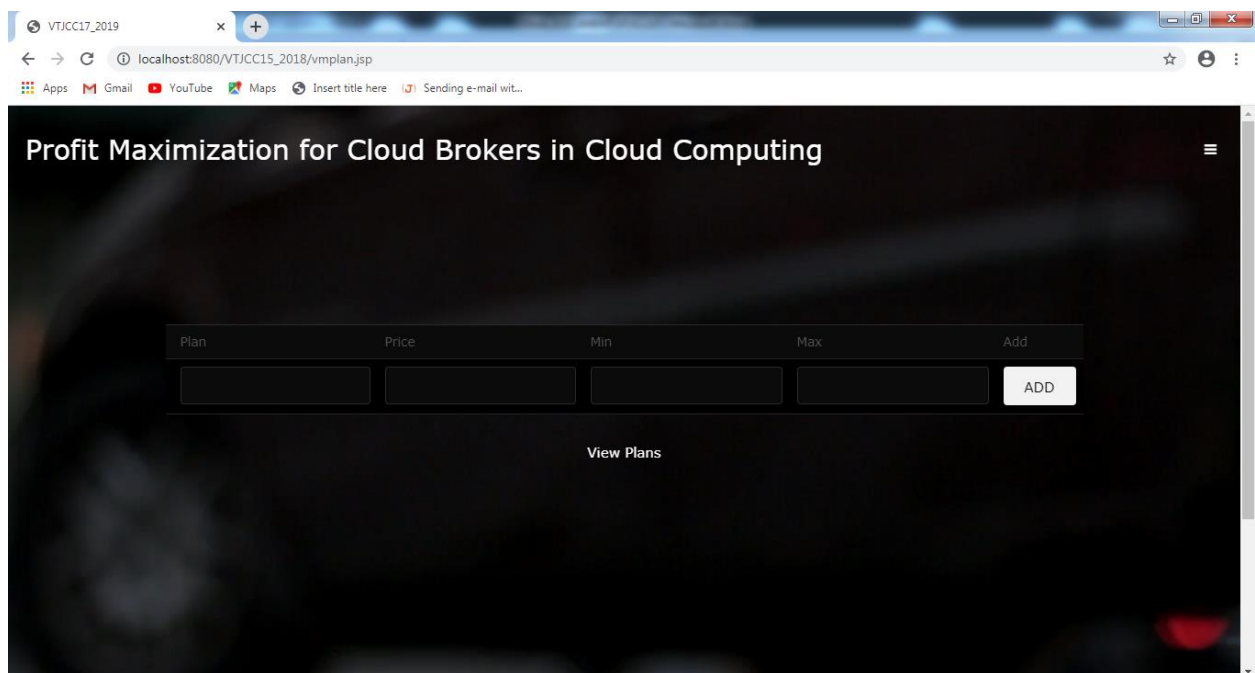 VTJCC17_2019
localhost:8080/VTJCC15_2018/vmplan.jsp
Apps Gmail YouTube Maps Insert title here Sending e-mail wit...
Profit Maximization for Cloud Brokers in Cloud Computing
Plan Price Min Max Add
ADD
View Plans